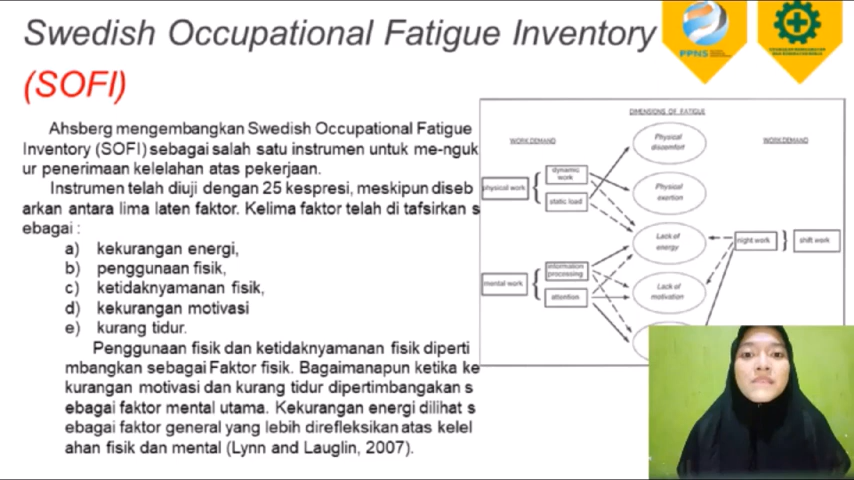 Swedish Occupational Fatigue Inventory
(SOFI)
PPNS
Ahsberg mengembangkan Swedish Occupational Fatigue
Inventory (SOFI) sebagai salah satu instrumen untuk me-nguk
ur penerimaan kelelahan atas pekerjaan.
Instrumen telah diuji dengan 25 kespresi, meskipun diseb
arkan antara lima laten faktor. Kelima faktor telah di tafsirkan s
ebagai :
a) kekurangan energi,
b) penggunaan fisik,
c) ketidaknyamanan fisik,
d) kekurangan motivasi
e) kurang tidur.
Penggunaan fisik dan ketidaknyamanan fisik diperti
mbangkan sebagai Faktor fisik. Bagaimanapun ketika ke
kurangan motivasi dan kurang tidur dipertimbangakan s
ebagai faktor mental utama. Kekurangan energi dilihat s
ebagai faktor general yang lebih direfleksikan atas kelel
ahan fisik dan mental (Lynn and Lauglin, 2007).
DIMENSIONS OF FATIGUE
WORK DEMAND
WORK DEMAND
Physical
discomfort
dynamic
work
physical work
static load
Physical
exertion
Lack of
energy
night work
shift work
information
processing
mental work
attention
Lack of
motivation